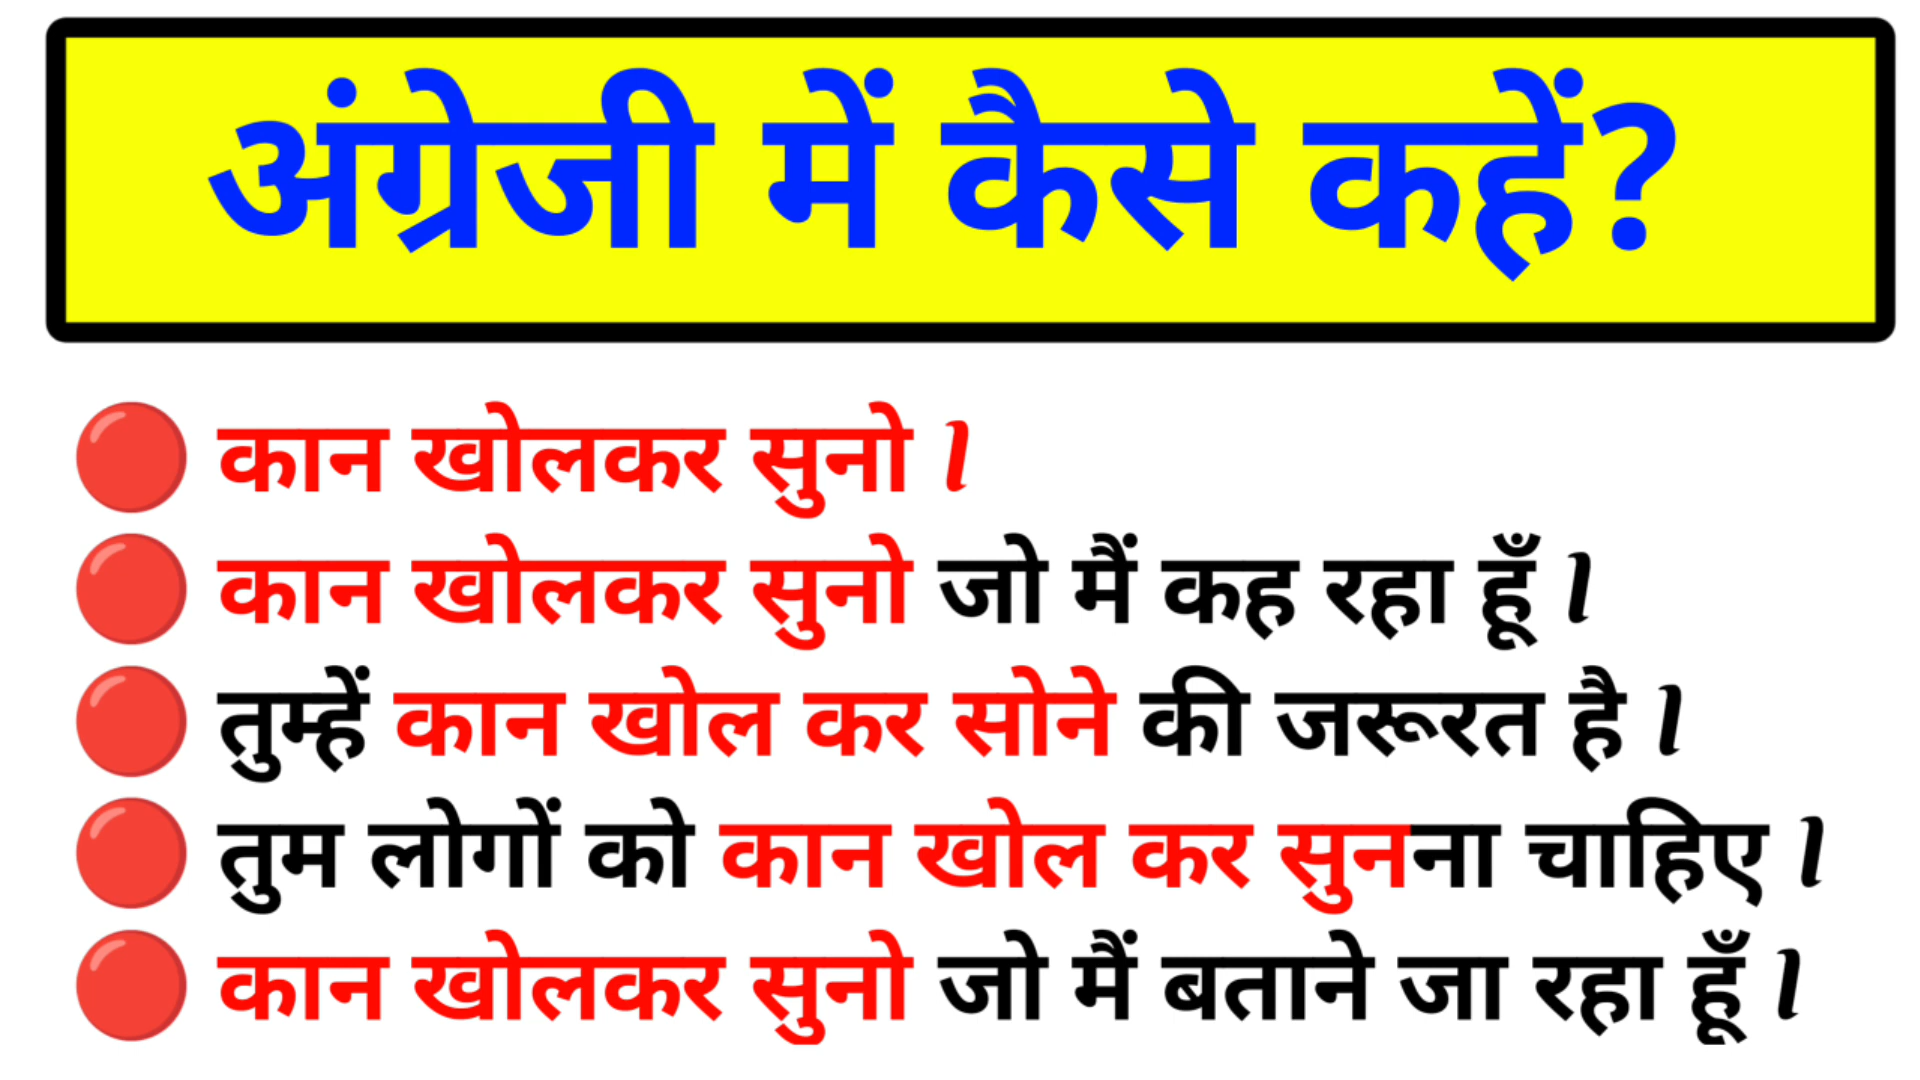 अंग्रेजी में कैसे कहें?
कान खोलकर सुनो l
कान खोलकर सुनो जो मैं कह रहा हूँ l
तुम्हें कान खोल कर सोने की जरूरत है l
तुम लोगों को कान खोल कर सुनना चाहिए l
कान खोलकर सुनो जो मैं बताने जा रहा हूँ l